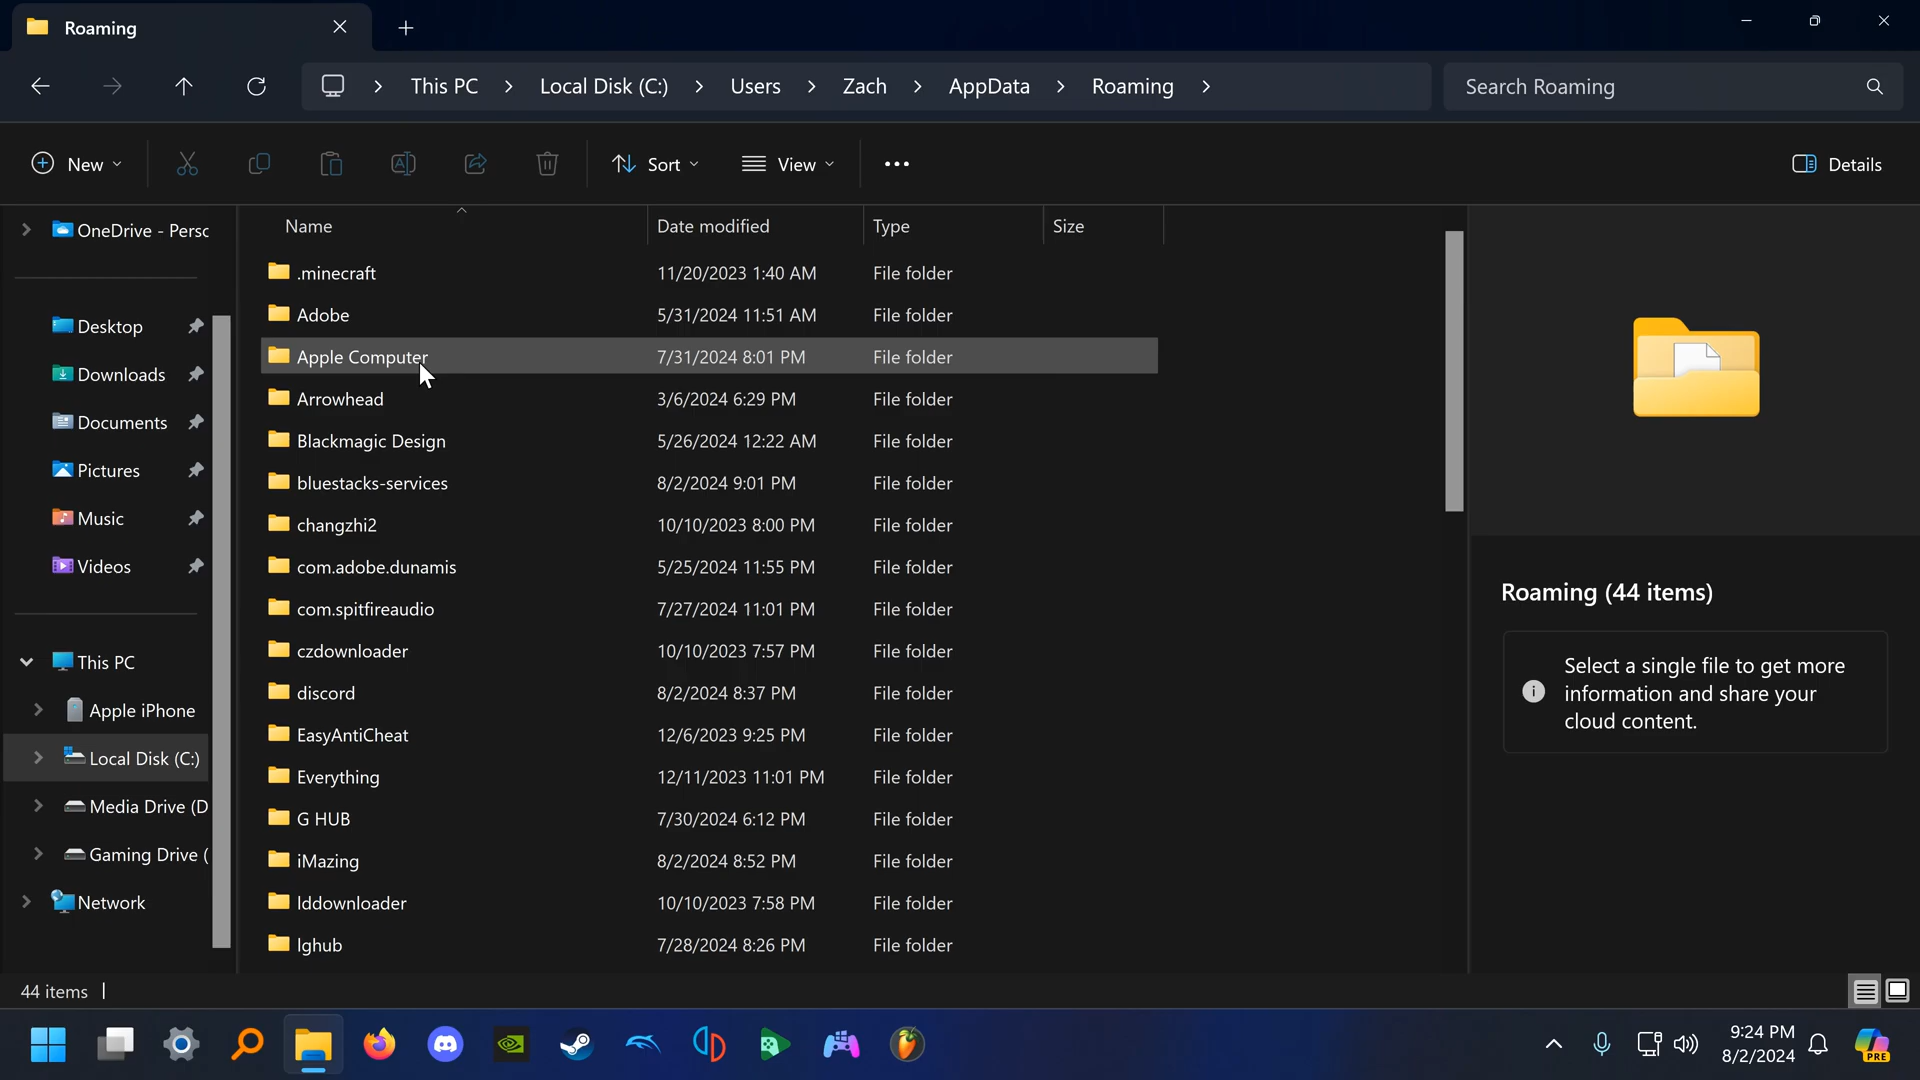 Roaming
This PC > Local Disk (C:) > Users > Zach > AppData > Roaming >
Search Roaming
New
Sort
View
Details
OneDrive - Persc
Desktop
Downloads
Documents
Pictures
Music
Videos
This PC
Apple iPhone
Local Disk (C:)
Media Drive (D
Gaming Drive (
Network
Name Date modified Type Size
.minecraft 11/20/2023 1:40 AM File folder
Adobe 5/31/2024 11:51 AM File folder
Apple Computer 7/31/2024 8:01 PM File folder
Arrowhead 3/6/2024 6:29 PM File folder
Blackmagic Design 5/26/2024 12:22 AM File folder
bluestacks-services 8/2/2024 9:01 PM File folder
changzhi2 10/10/2023 8:00 PM File folder
com.adobe.dunamis 5/25/2024 11:55 PM File folder
com.spitfireaudio 7/27/2024 11:01 PM File folder
czdownloader 10/10/2023 7:57 PM File folder
discord 8/2/2024 8:37 PM File folder
EasyAntiCheat 12/6/2023 9:25 PM File folder
Everything 12/11/2023 11:01 PM File folder
G HUB 7/30/2024 6:12 PM File folder
iMazing 8/2/2024 8:52 PM File folder
lddownloader 10/10/2023 7:58 PM File folder
lghub 7/28/2024 8:26 PM File folder
Roaming (44 items)
Select a single file to get more
information and share your
cloud content.
44 items
9:24 PM
8/2/2024
PRE